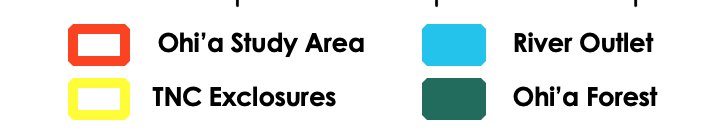 Ohi’a Study Area
River Outlet
TNC Exclosures
Ohi’a Forest